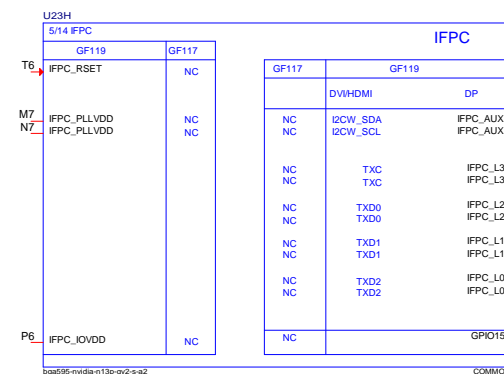 U23H
5/14 IFPC
IFPC
GF119 GF117
T6 IFPC_RSET NC
GF117 GF119
DVI/HDMI DP
M7 IFPC_PLLVDD NC
N7 IFPC_PLLVDD NC
NC I2CW_SDA IFPC_AUX
NC I2CW_SCL IFPC_AUX
NC TXC IFPC_L3
NC TXC IFPC_L3
NC TXD0 IFPC_L2
NC TXD0 IFPC_L2
NC TXD1 IFPC_L1
NC TXD1 IFPC_L1
NC TXD2 IFPC_L0
NC TXD2 IFPC_L0
P6 IFPC_IOVDD NC
NC GPIO15
bga595-nvidia-n13p-gv2-s-a2 COMMO